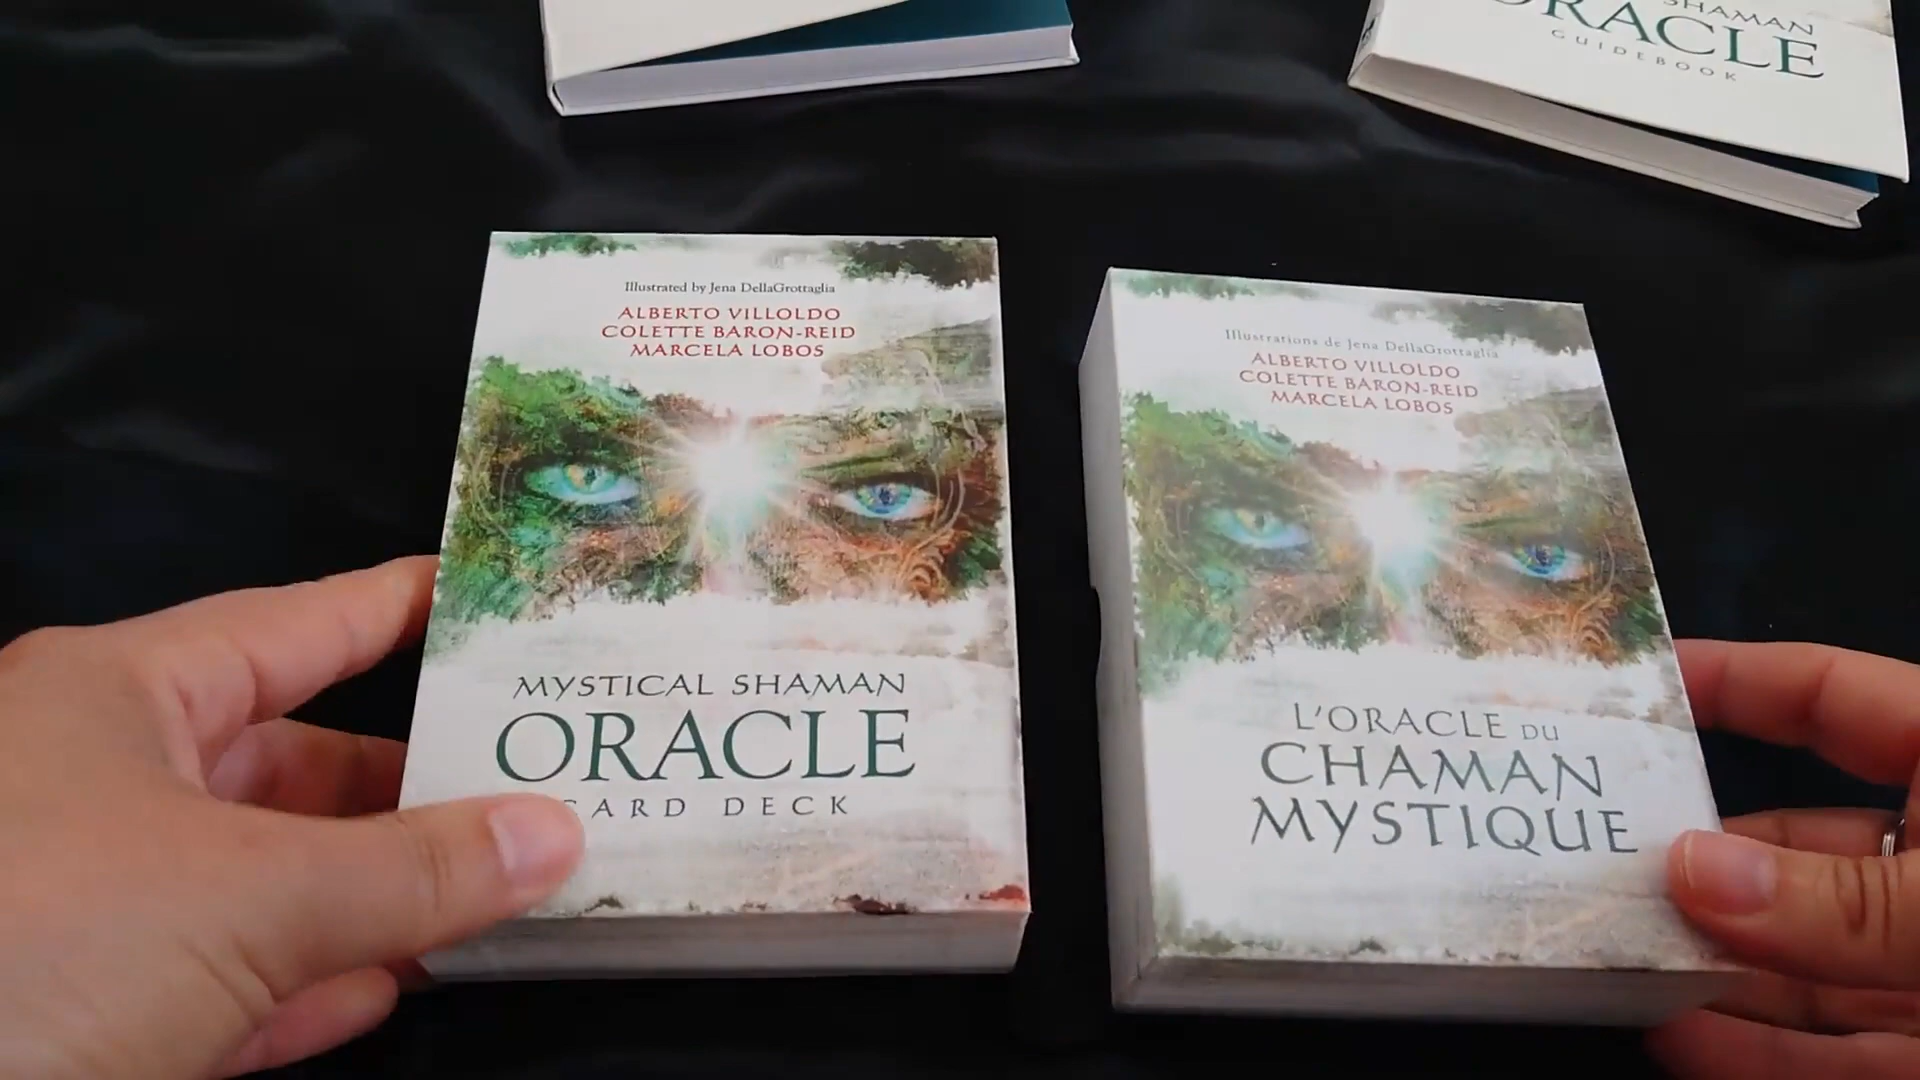 SHAMAN
ORACLE
GUIDEBOOK
Illustrated by Jena DellaGrottaglia
ALBERTO VILLOLDO
COLETTE BARON-REID
MARCELA LOBOS
MYSTICAL SHAMAN
ORACLE
CARD DECK
Illustrations de Jena DellaGrottaglia
ALBERTO VILLOLDO
COLETTE BARON-REID
MARCELA LOBOS
L'ORACLE DU
CHAMAN
MYSTIQUE